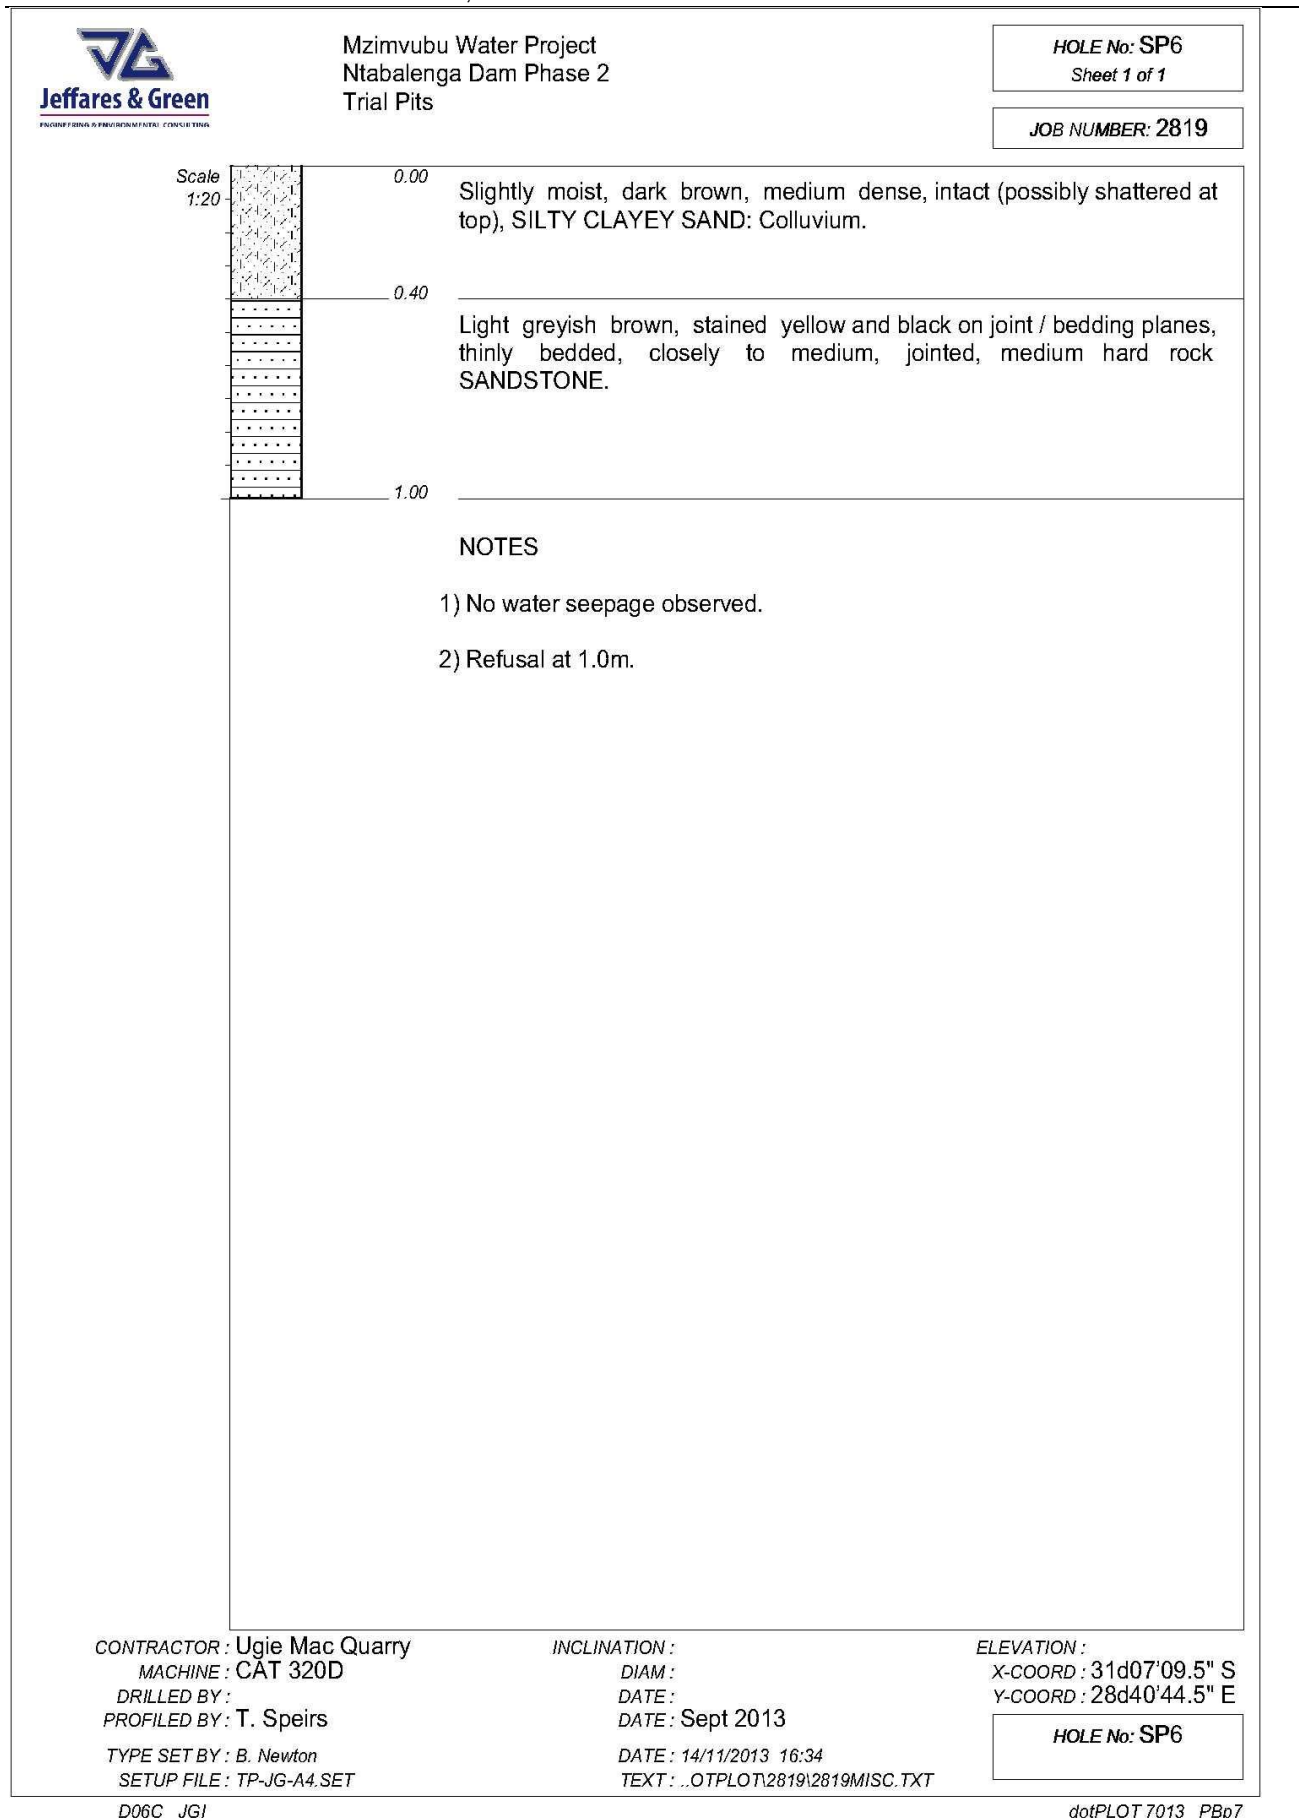 Jeffares & Green
ENGINEERING & ENVIRONMENTAL CONSULTING
Mzimvubu Water Project
Ntabalenga Dam Phase 2
Trial Pits
HOLE No: SP6
Sheet 1 of 1
JOB NUMBER: 2819
Scale
1:20
0.00
Slightly moist, dark brown, medium dense, intact (possibly shattered at
top), SILTY CLAYEY SAND: Colluvium.
0.40
Light greyish brown, stained yellow and black on joint / bedding planes,
thinly bedded, closely to medium, jointed, medium hard rock
SANDSTONE.
1.00
NOTES
1) No water seepage observed.
2) Refusal at 1.0m.
CONTRACTOR : Ugie Mac Quarry
MACHINE : CAT 320D
DRILLED BY :
PROFILED BY : T. Speirs
TYPE SET BY : B. Newton
SETUP FILE : TP-JG-A4.SET
INCLINATION :
DIAM :
DATE :
DATE : Sept 2013
DATE : 14/11/2013 16:34
TEXT : ..OTPLOT\2819\2819MISC.TXT
ELEVATION :
X-COORD : 31d07'09.5" S
Y-COORD : 28d40'44.5" E
HOLE No: SP6
D06C JGI
dotPLOT 7013 PBp7